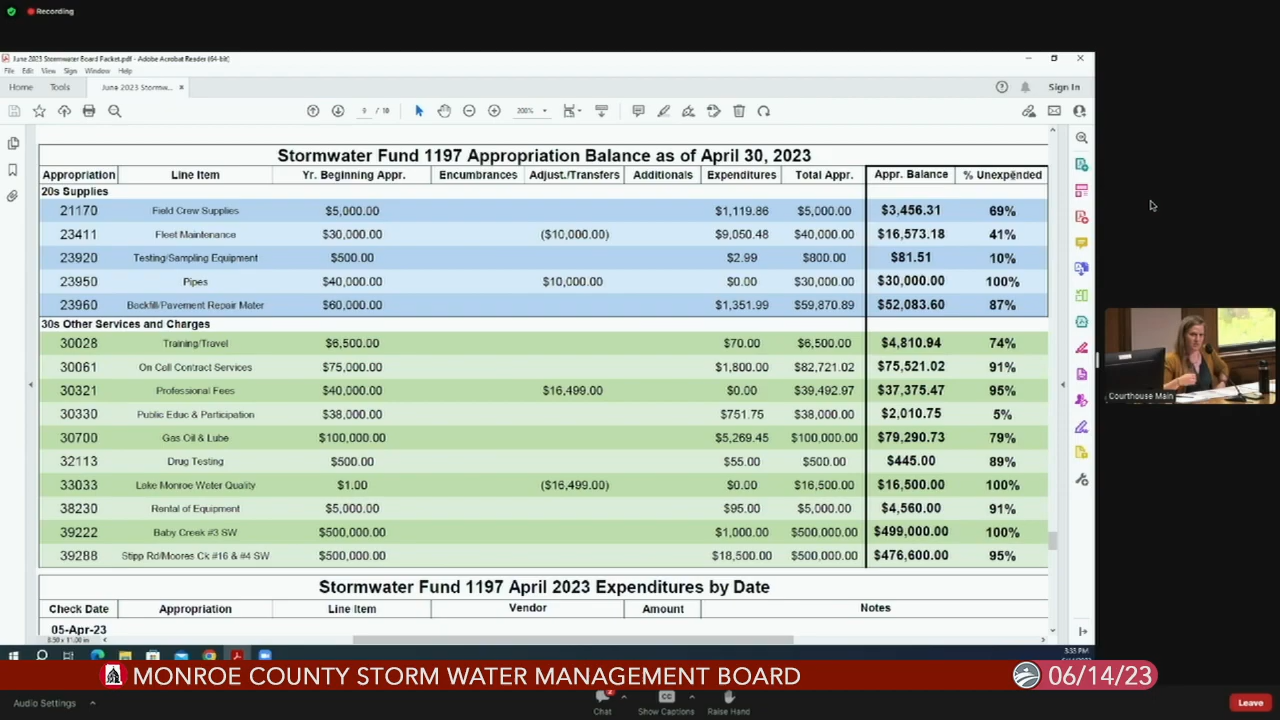 Recording
June 2023 Stormwater Board Packet.pdf - Adobe Acrobat Reader (64-bit)
File Edit View Sign Window Help
Home Tools June 2023 Stormw... × Sign In
9 / 18 200%
Stormwater Fund 1197 Appropriation Balance as of April 30, 2023
Appropriation Line Item Yr. Beginning Appr. Encumbrances Adjust./Transfers Additionals Expenditures Total Appr. Appr. Balance % Unexpended
20s Supplies
21170 Field Crew Supplies $5,000.00 $1,119.86 $5,000.00 $3,456.31 69%
23411 Fleet Maintenance $30,000.00 ($10,000.00) $9,050.48 $40,000.00 $16,573.18 41%
23920 Testing/Sampling Equipment $500.00 $2.99 $800.00 $81.51 10%
23950 Pipes $40,000.00 $10,000.00 $0.00 $30,000.00 $30,000.00 100%
23960 Backfill/Pavement Repair Mater $60,000.00 $1,351.99 $59,870.89 $52,083.60 87%
30s Other Services and Charges
30028 Training/Travel $6,500.00 $70.00 $6,500.00 $4,810.94 74%
30061 On Call Contract Services $75,000.00 $1,800.00 $82,721.02 $75,521.02 91%
30321 Professional Fees $40,000.00 $16,499.00 $0.00 $39,492.97 $37,375.47 95%
30330 Public Educ & Participation $38,000.00 $751.75 $38,000.00 $2,010.75 5%
30700 Gas Oil & Lube $100,000.00 $5,269.45 $100,000.00 $79,290.73 79%
32113 Drug Testing $500.00 $55.00 $500.00 $445.00 89%
33033 Lake Monroe Water Quality $1.00 ($16,499.00) $0.00 $16,500.00 $16,500.00 100%
38230 Rental of Equipment $5,000.00 $95.00 $5,000.00 $4,560.00 91%
39222 Baby Creek #3 SW $500,000.00 $1,000.00 $500,000.00 $499,000.00 100%
39288 Stipp Rd/Moores Ck #16 & #4 SW $500,000.00 $18,500.00 $500,000.00 $476,600.00 95%
Stormwater Fund 1197 April 2023 Expenditures by Date
Check Date Appropriation Line Item Vendor Amount Notes
05-Apr-23
8.50 x 11.00 in
Courthouse Main
3:33 PM
MONROE COUNTY STORM WATER MANAGEMENT BOARD 06/14/23
Audio Settings Chat CC Show Captions Raise Hand Leave